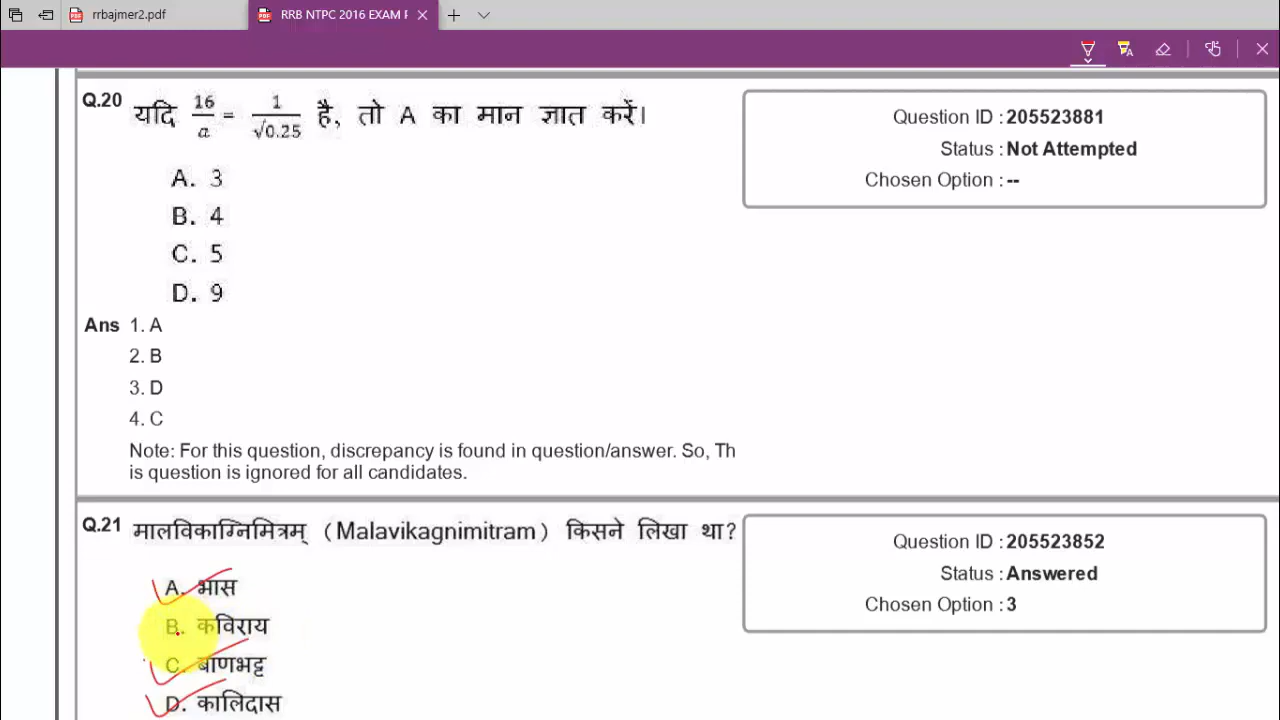 rrbajmer2.pdf
RRB NTPC 2016 EXAM
Q.20 यदि 16/a = 1/√0.25 है, तो A का मान ज्ञात करें।
A. 3
B. 4
C. 5
D. 9
Question ID : 205523881
Status : Not Attempted
Chosen Option : --
Ans 1. A
2. B
3. D
4. C
Note: For this question, discrepancy is found in question/answer. So, Th
is question is ignored for all candidates.
Q.21 मालविकाग्निमित्रम् (Malavikagnimitram) किसने लिखा था?
A. भास
B. कविराय
C. बाणभट्ट
D. कालिदास
Question ID : 205523852
Status : Answered
Chosen Option : 3